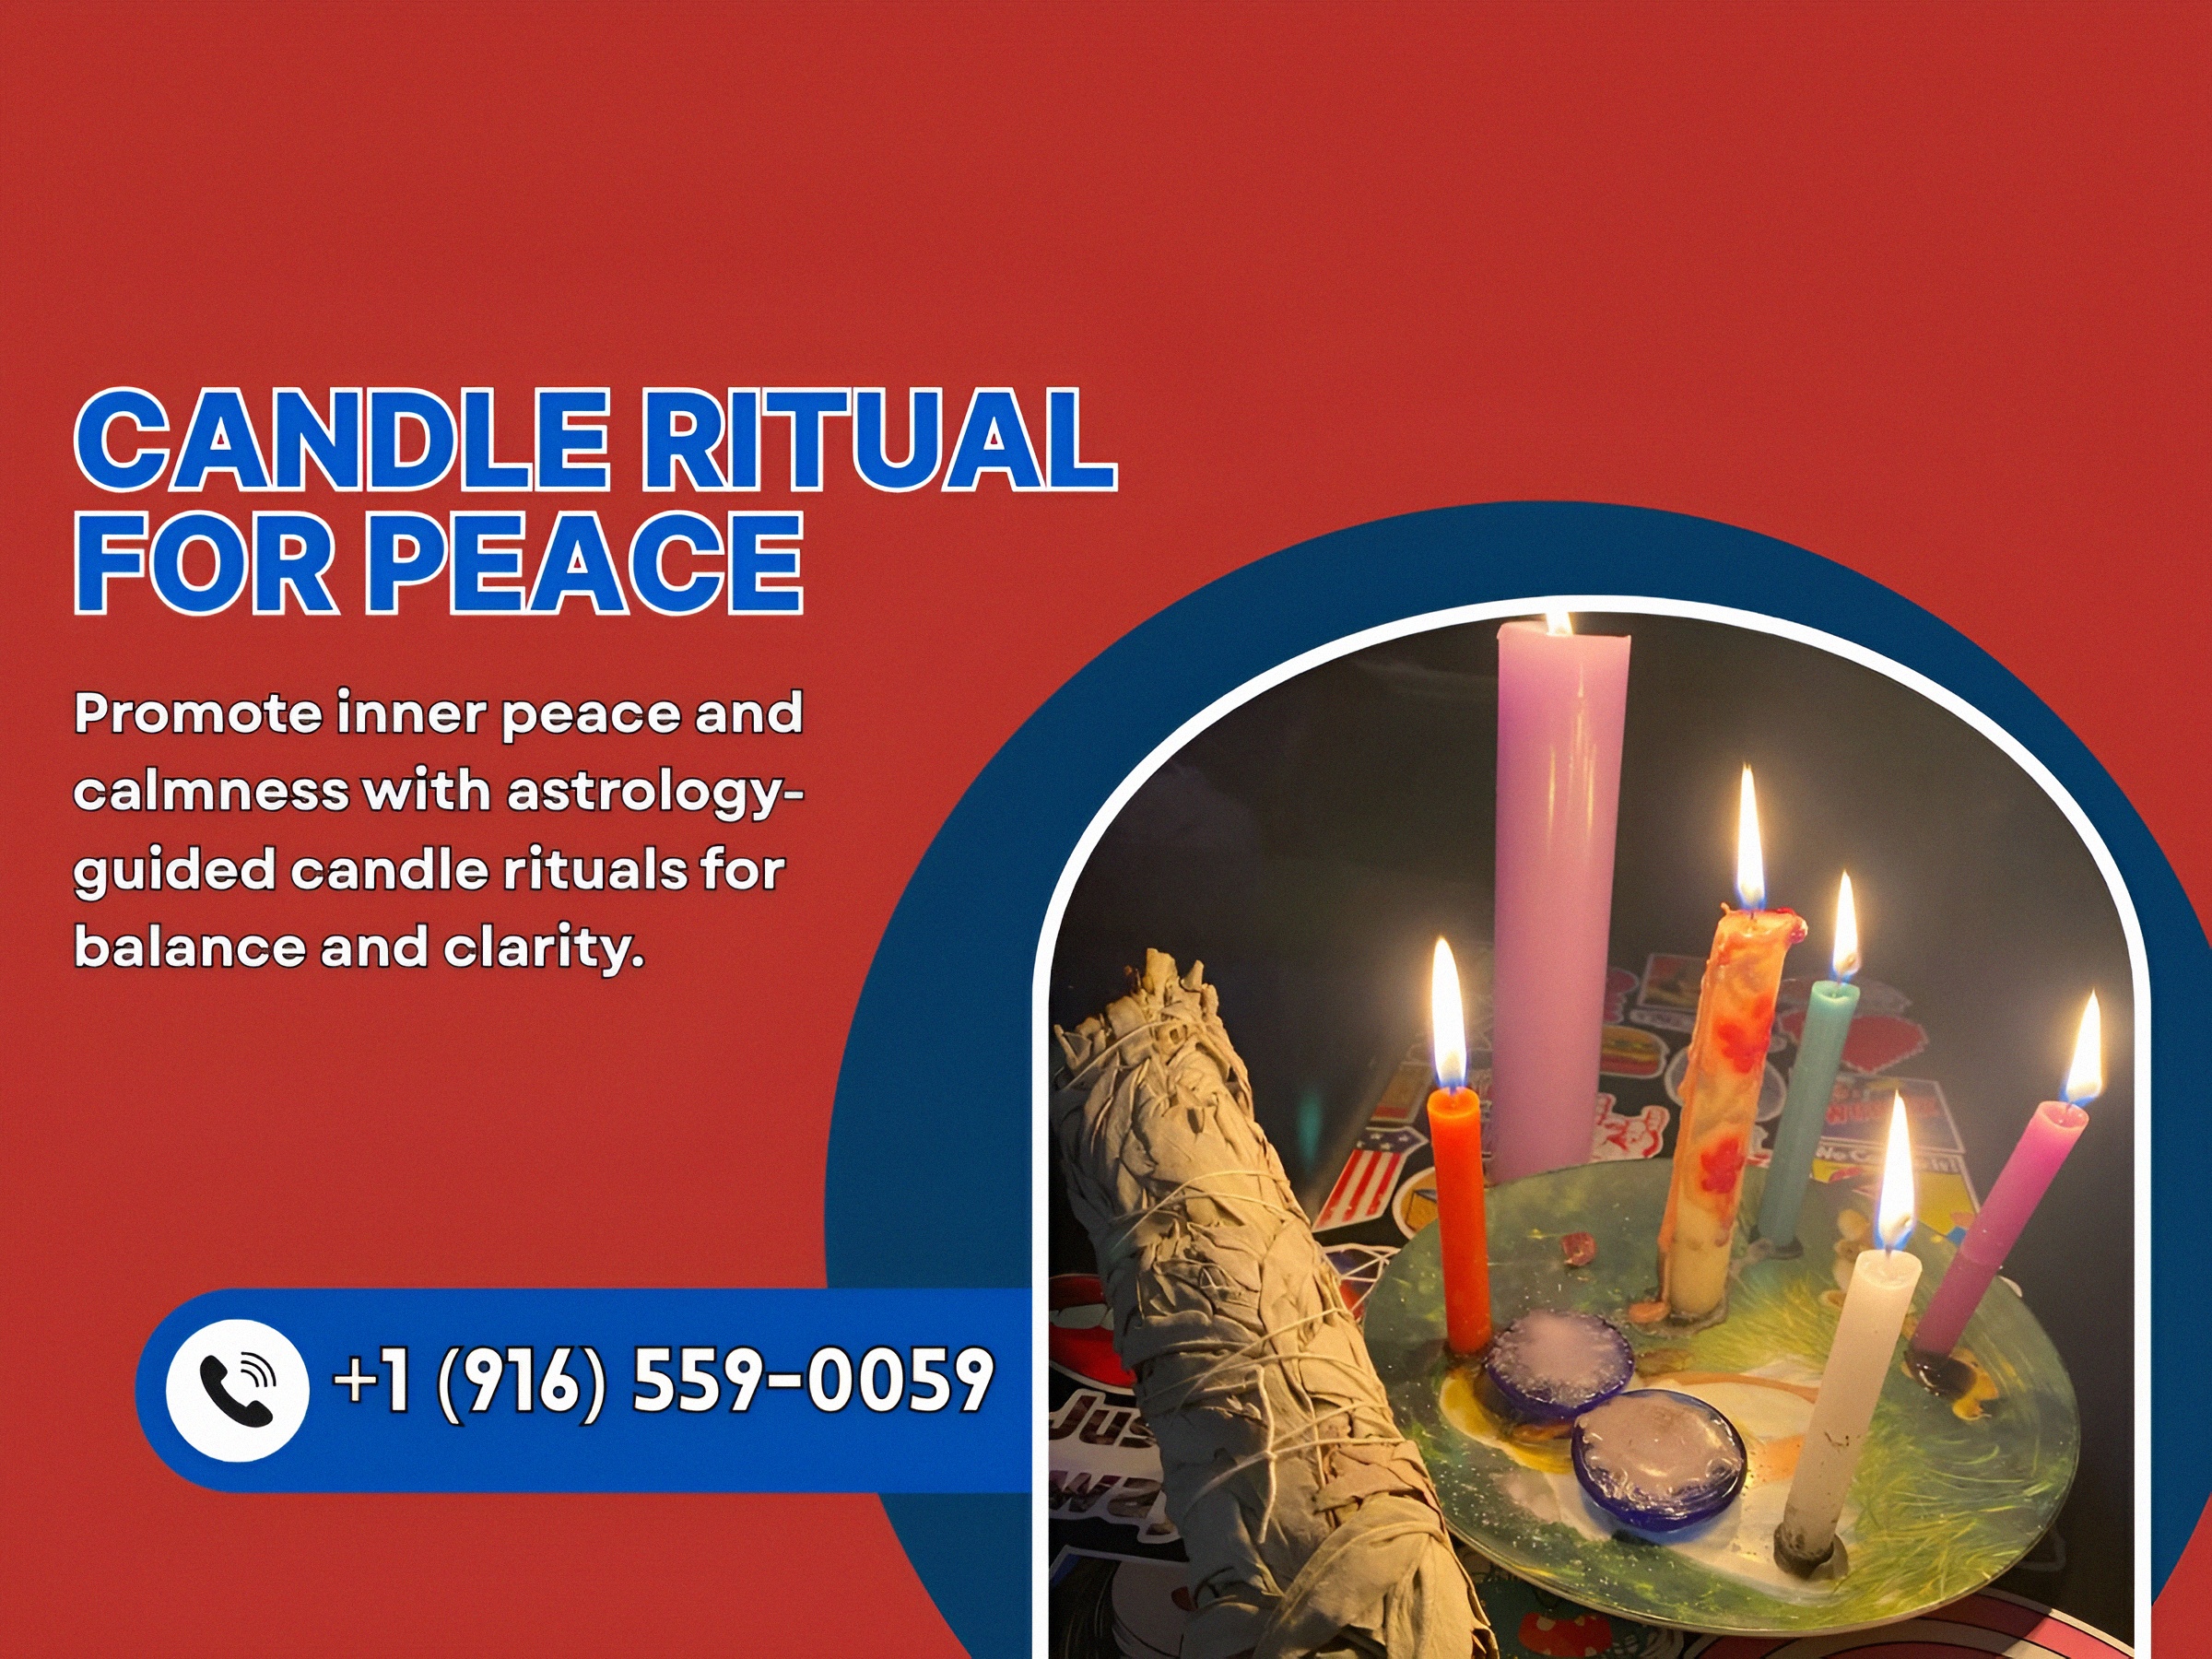 CANDLE RITUAL
FOR PEACE
Promote inner peace and
calmness with astrology-
guided candle rituals for
balance and clarity.
+1 (916) 559-0059